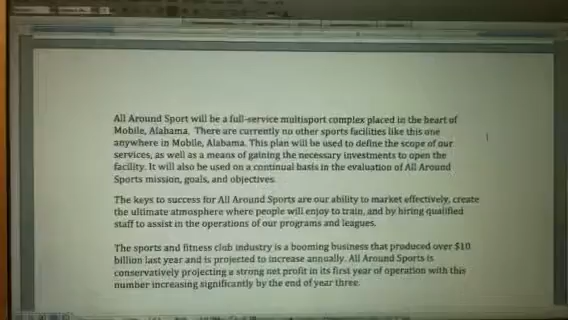 All Around Sport will be a full-service multisport complex placed in the heart of
Mobile, Alabama. There are currently no other sports facilities like this one
anywhere in Mobile, Alabama. This plan will be used to define the scope of our
services, as well as a means of gaining the necessary investments to open the
facility. It will also be used on a continual basis in the evaluation of All Around
Sports mission, goals, and objectives.
The keys to success for All Around Sports are our ability to market effectively, create
the ultimate atmosphere where people will enjoy to train, and by hiring qualified
staff to assist in the operations of our programs and leagues.
The sports and fitness club industry is a booming business that produced over $10
billion last year and is projected to increase annually. All Around Sports is
conservatively projecting a strong net profit in its first year of operation with this
number increasing significantly by the end of year three.